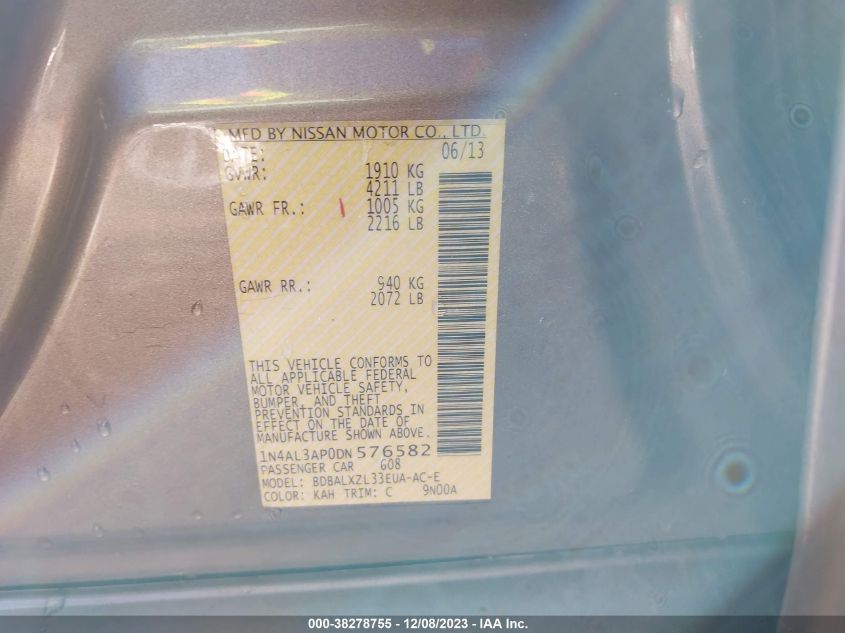 MFD BY NISSAN MOTOR CO., LTD.
DATE: 06/13
GVWR: 1910 KG
4211 LB
GAWR FR.: 1005 KG
2216 LB
GAWR RR.: 940 KG
2072 LB
THIS VEHICLE CONFORMS TO
ALL APPLICABLE FEDERAL
MOTOR VEHICLE SAFETY,
BUMPER, AND THEFT
PREVENTION STANDARDS IN
EFFECT ON THE DATE OF
MANUFACTURE SHOWN ABOVE.
1N4AL3AP0DN576582
PASSENGER CAR 608
MODEL: BDBALXZL33EUA-AC-E
COLOR: KAH TRIM: C 9N00A
000-38278755 - 12/08/2023 - IAA Inc.